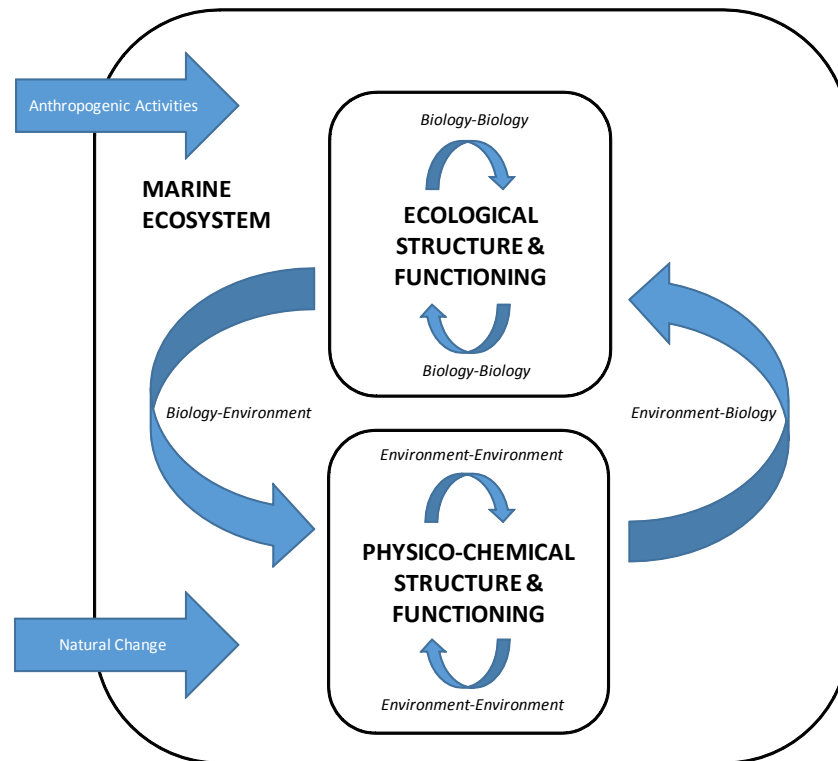 Anthropogenic Activities
MARINE
ECOSYSTEM
Biology-Biology
ECOLOGICAL
STRUCTURE &
FUNCTIONING
Biology-Biology
Biology-Environment
Environment-Biology
Environment-Environment
PHYSICO-CHEMICAL
STRUCTURE &
FUNCTIONING
Environment-Environment
Natural Change